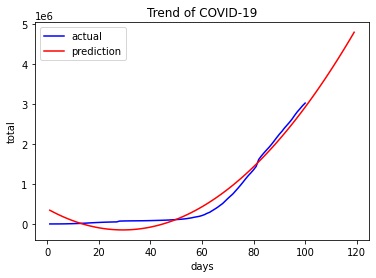 Trend of COVID-19
1e6
actual
prediction
5
4
3
2
1
0
total
0 20 40 60 80 100 120
days